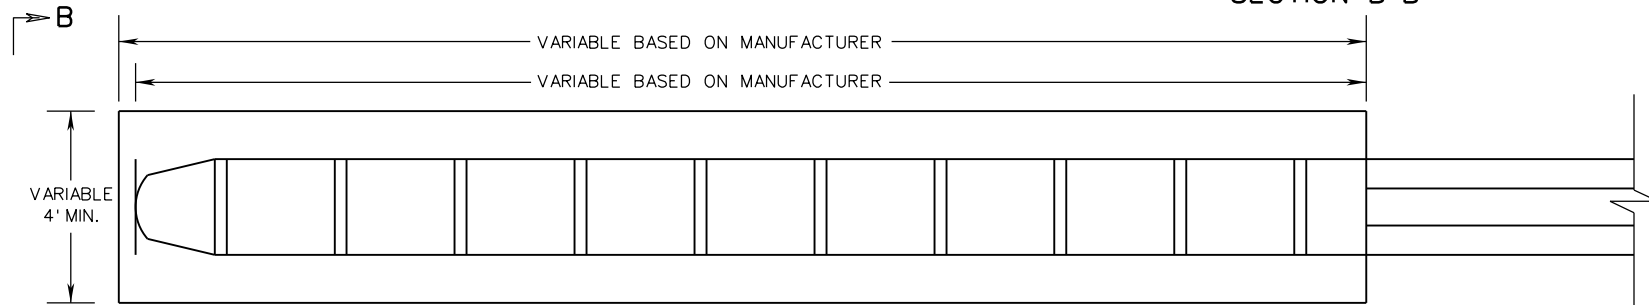 B
VARIABLE BASED ON MANUFACTURER
VARIABLE BASED ON MANUFACTURER
VARIABLE
4' MIN.